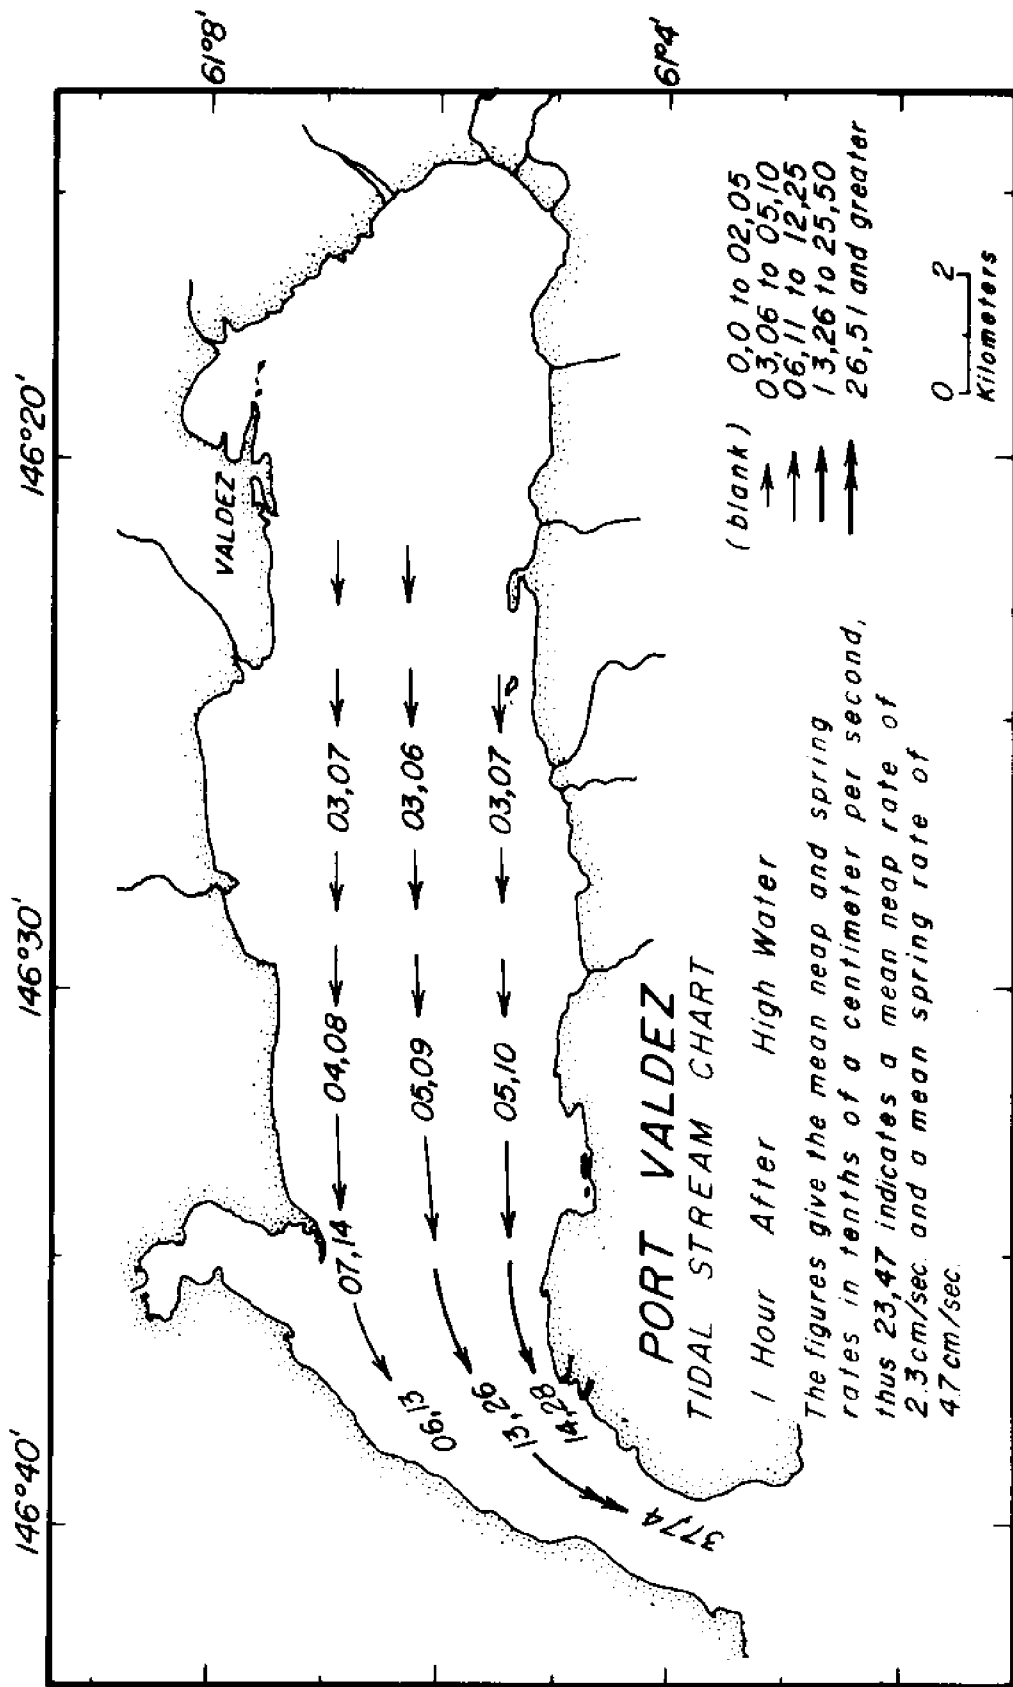 146°40'
146°30'
146°20'
61°8'
61°4'
VALDEZ
07,14
04,08
03,07
06,13
05,09
03,06
13,26
14,28
05,10
03,07
37,74
PORT VALDEZ
TIDAL STREAM CHART
1 Hour After High Water
The figures give the mean neap and spring
rates in tenths of a centimeter per second,
thus 23,47 indicates a mean neap rate of
2.3cm/sec. and a mean spring rate of
4.7cm/sec.
(blank) 0,0 to 02,05
03,06 to 05,10
06,11 to 12,25
13,26 to 25,50
26,51 and greater
0 2
Kilometers